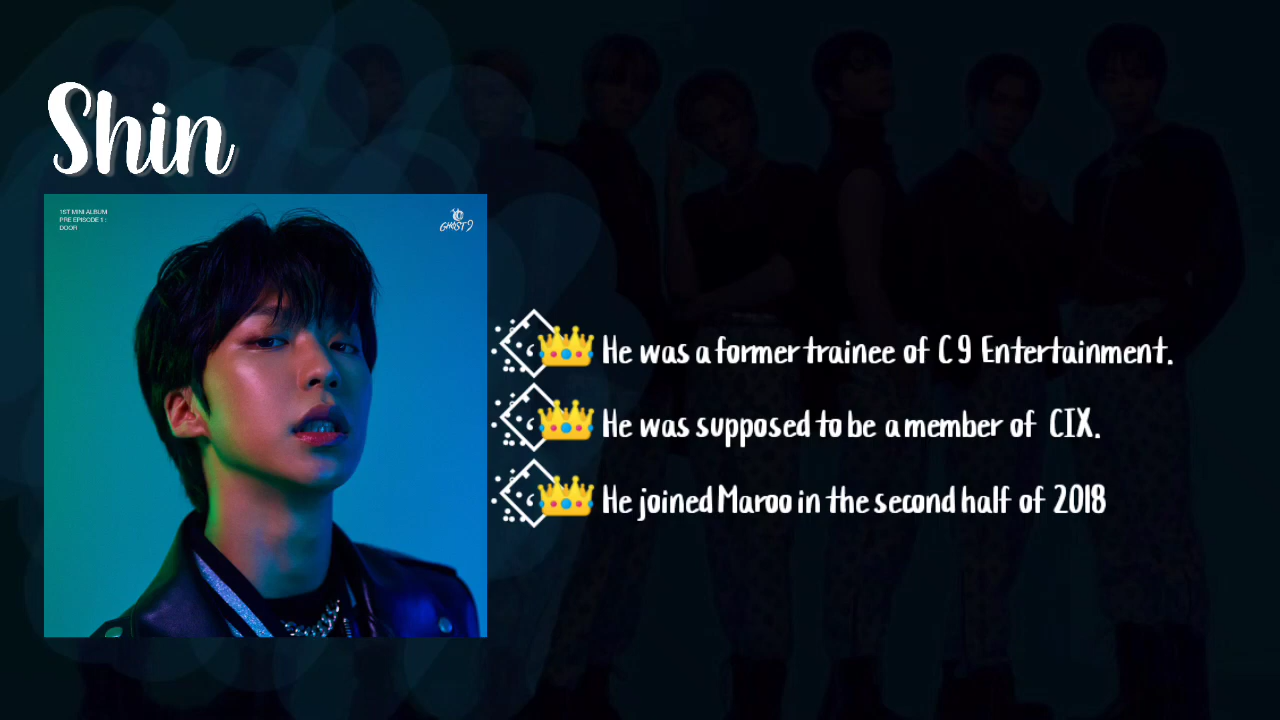 Shin
1ST MINI ALBUM
PRE EPISODE 1 :
DOOR
GHOST9
He was a former trainee of C9 Entertainment.
He was supposed to be a member of CIX.
He joined Maroo in the second half of 2018